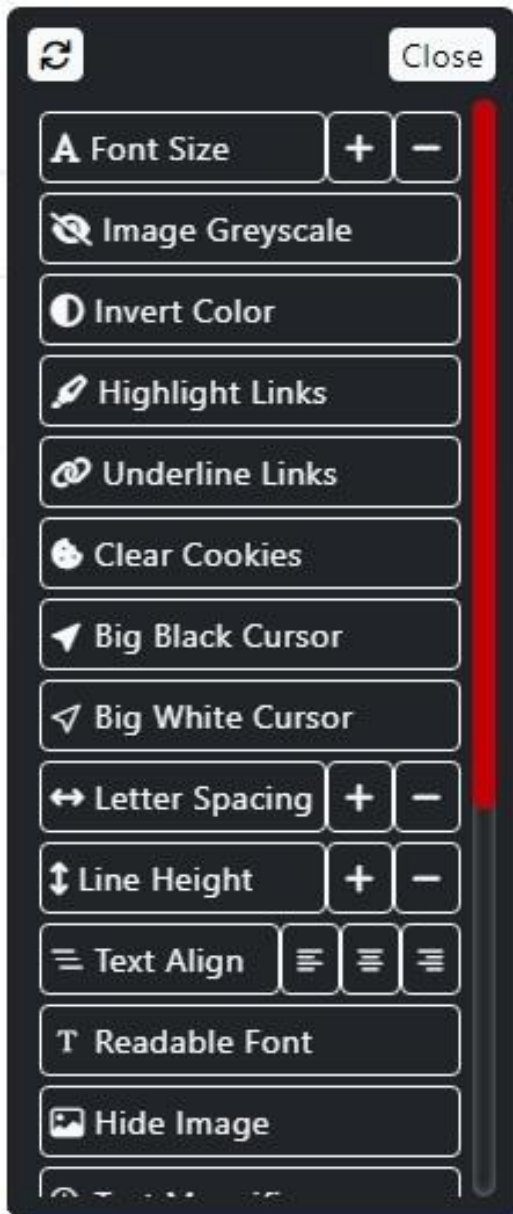 Close
Font Size + −
Image Greyscale
Invert Color
Highlight Links
Underline Links
Clear Cookies
Big Black Cursor
Big White Cursor
Letter Spacing + −
Line Height + −
Text Align
T Readable Font
Hide Image